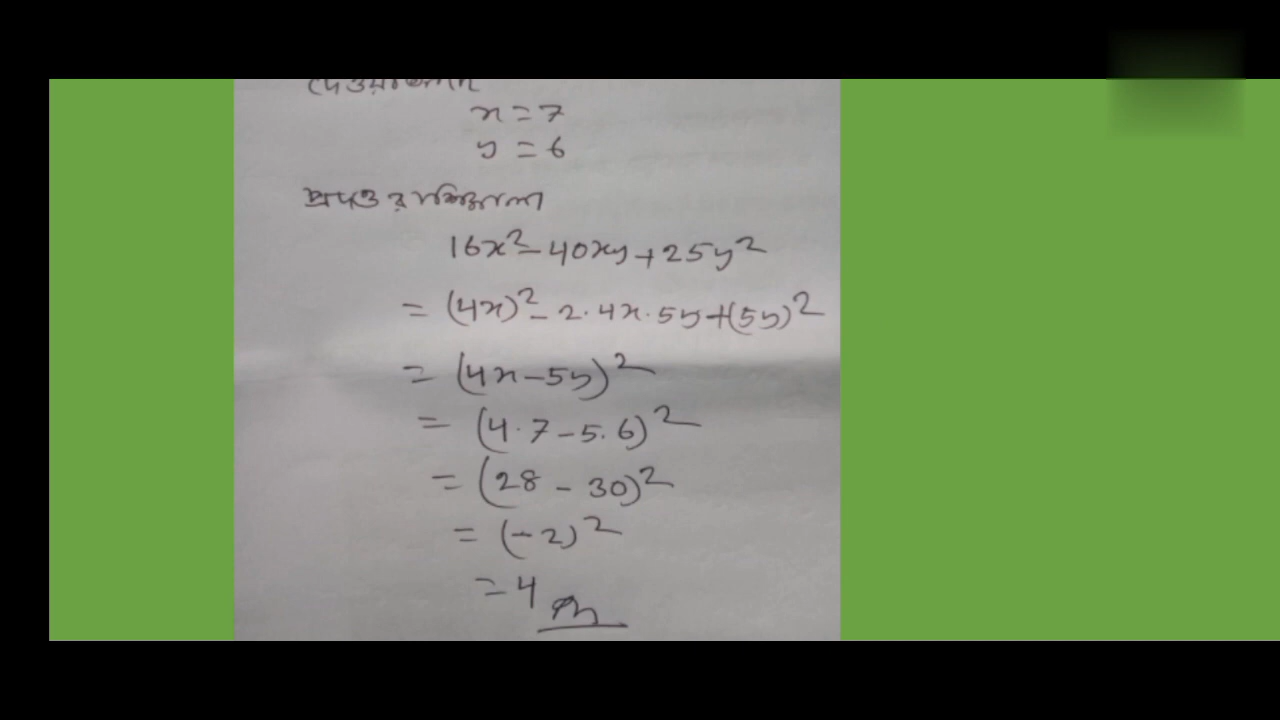 x = 7
y = 6
প্রদত্ত রাশিমালা
16x² - 40xy + 25y²
= (4x)² - 2·4x·5y + (5y)²
= (4x - 5y)²
= (4·7 - 5.6)²
= (28 - 30)²
= (-2)²
= 4